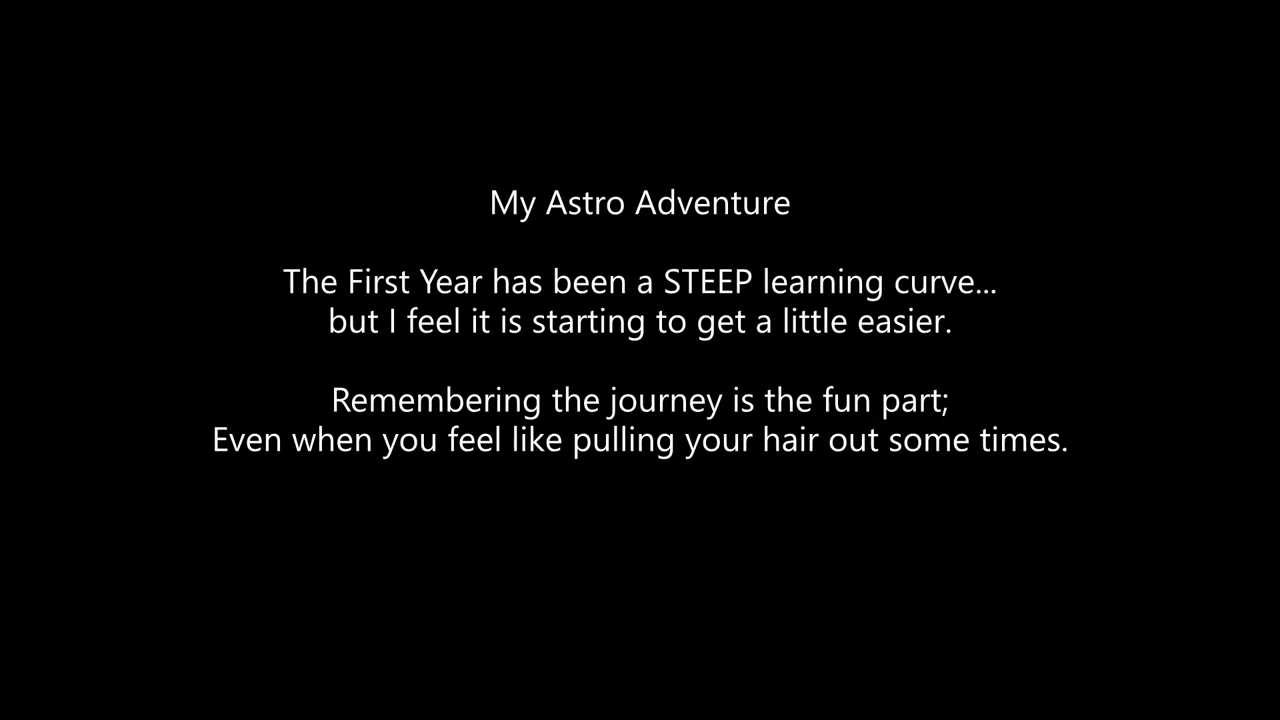 My Astro Adventure
The First Year has been a STEEP learning curve...
but I feel it is starting to get a little easier.
Remembering the journey is the fun part;
Even when you feel like pulling your hair out some times.